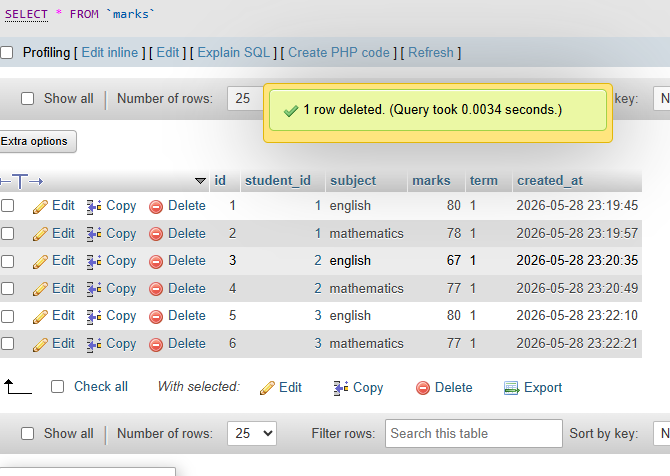 SELECT * FROM `marks`
Profiling [ Edit inline ] [ Edit ] [ Explain SQL ] [ Create PHP code ] [ Refresh ]
Show all Number of rows: 25 key: N
1 row deleted. (Query took 0.0034 seconds.)
Extra options
id student_id subject marks term created_at
Edit Copy Delete 1 1 english 80 1 2026-05-28 23:19:45
Edit Copy Delete 2 1 mathematics 78 1 2026-05-28 23:19:57
Edit Copy Delete 3 2 english 67 1 2026-05-28 23:20:35
Edit Copy Delete 4 2 mathematics 77 1 2026-05-28 23:20:49
Edit Copy Delete 5 3 english 80 1 2026-05-28 23:22:10
Edit Copy Delete 6 3 mathematics 77 1 2026-05-28 23:22:21
Check all With selected: Edit Copy Delete Export
Show all Number of rows: 25 Filter rows: Search this table Sort by key: N